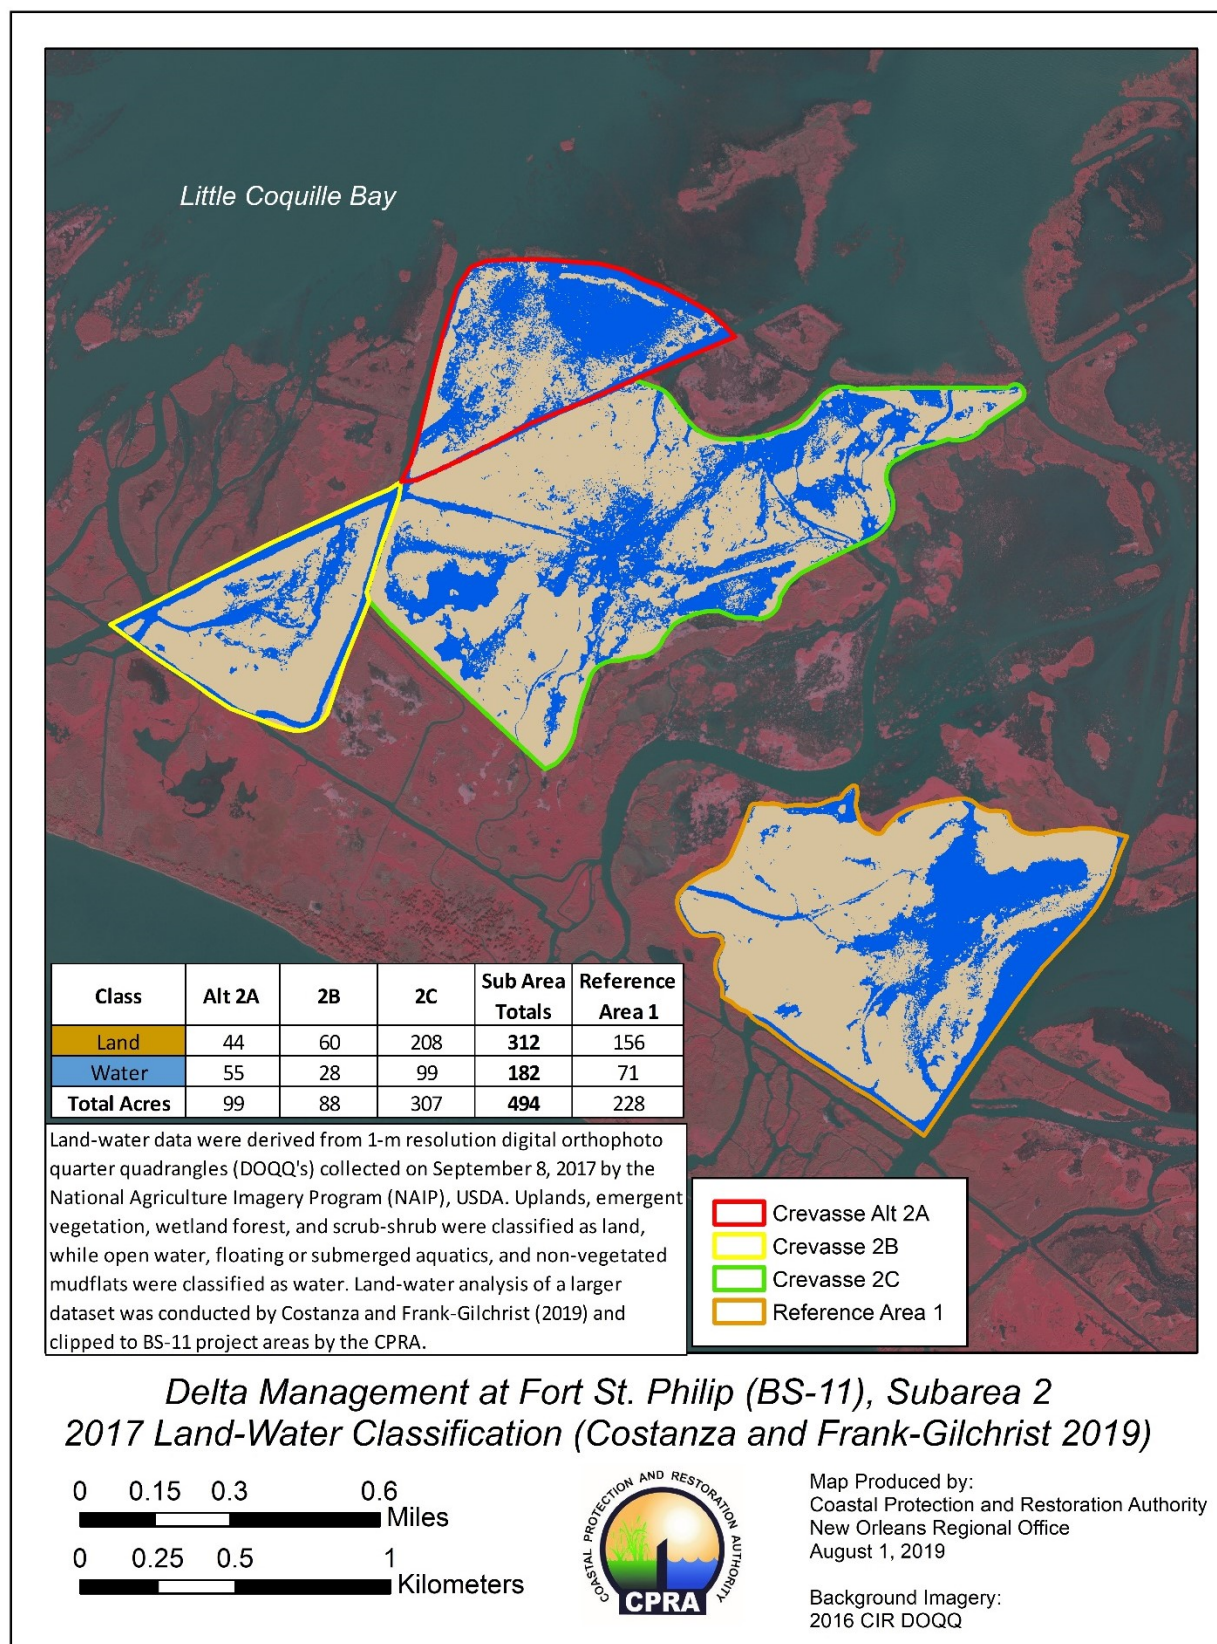 Little Coquille Bay
Class Alt 2A 2B 2C Sub Area Totals Reference Area 1
Land 44 60 208 312 156
Water 55 28 99 182 71
Total Acres 99 88 307 494 228
Land-water data were derived from 1-m resolution digital orthophoto
quarter quadrangles (DOQQ's) collected on September 8, 2017 by the
National Agriculture Imagery Program (NAIP), USDA. Uplands, emergent
vegetation, wetland forest, and scrub-shrub were classified as land,
while open water, floating or submerged aquatics, and non-vegetated
mudflats were classified as water. Land-water analysis of a larger
dataset was conducted by Costanza and Frank-Gilchrist (2019) and
clipped to BS-11 project areas by the CPRA.
Crevasse Alt 2A
Crevasse 2B
Crevasse 2C
Reference Area 1
Delta Management at Fort St. Philip (BS-11), Subarea 2
2017 Land-Water Classification (Costanza and Frank-Gilchrist 2019)
0 0.15 0.3 0.6
Miles
0 0.25 0.5 1
Kilometers
COASTAL PROTECTION AND RESTORATION AUTHORITY
CPRA
Map Produced by:
Coastal Protection and Restoration Authority
New Orleans Regional Office
August 1, 2019
Background Imagery:
2016 CIR DOQQ